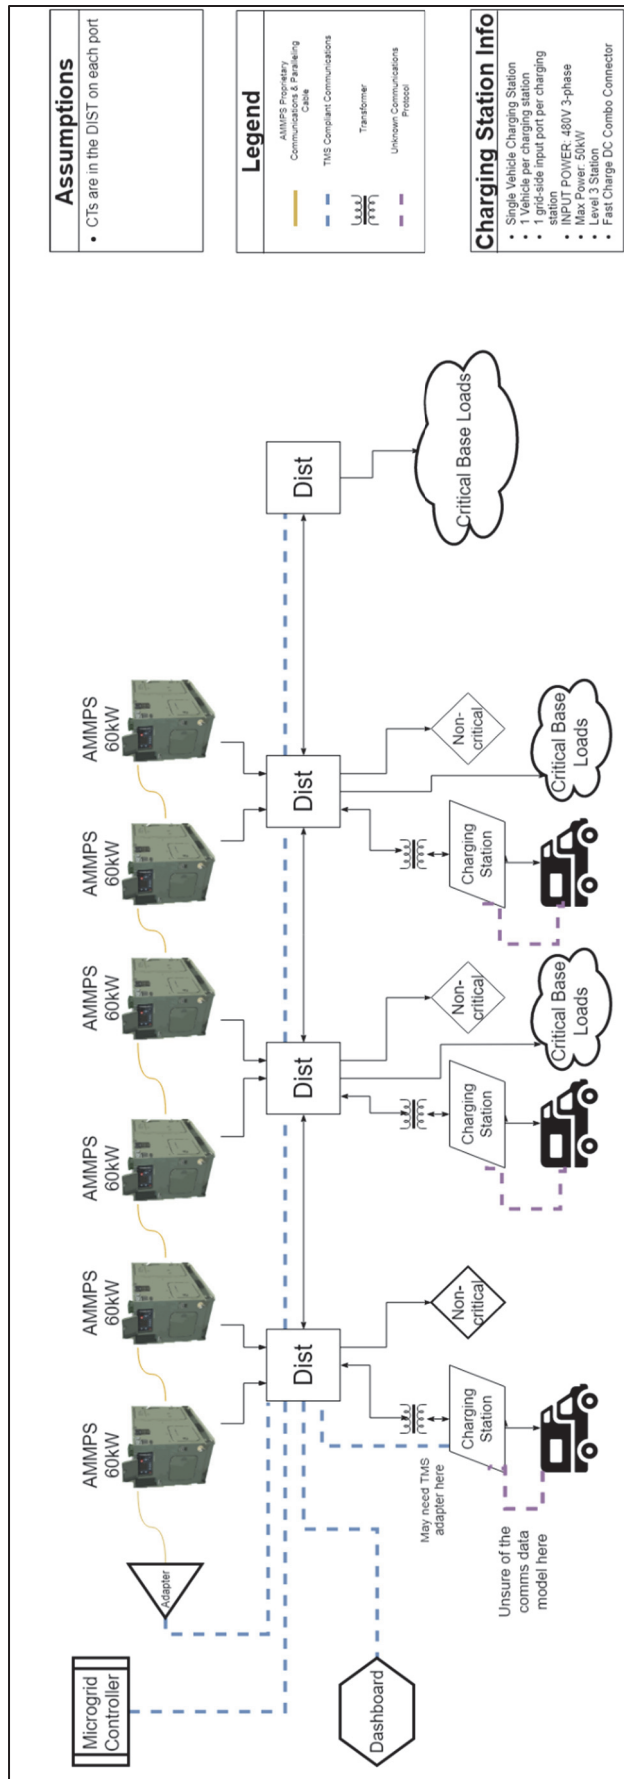 Assumptions
• CTs are in the DIST on each port
Legend
AMMPS Proprietary
Communications & Paralleling
Cable
TMS Compliant Communications
Transformer
Unknown Communications
Protocol
Charging Station Info
• Single Vehicle Charging Station
• 1 Vehicle per charging station
• 1 grid-side input port per charging
station
• INPUT POWER: 480V 3-phase
• Max Power: 50kW
• Level 3 Station
• Fast Charge DC Combo Connector
Microgrid
Controller
Adapter
AMMPS
60kW
AMMPS
60kW
AMMPS
60kW
AMMPS
60kW
AMMPS
60kW
AMMPS
60kW
Dist
Dist
Dist
Dist
Dashboard
May need TMS
adapter here
Unsure of the
comms data
model here
Charging
Station
Non-
critical
Charging
Station
Non-
critical
Critical Base
Loads
Charging
Station
Non-
critical
Critical Base
Loads
Critical Base Loads